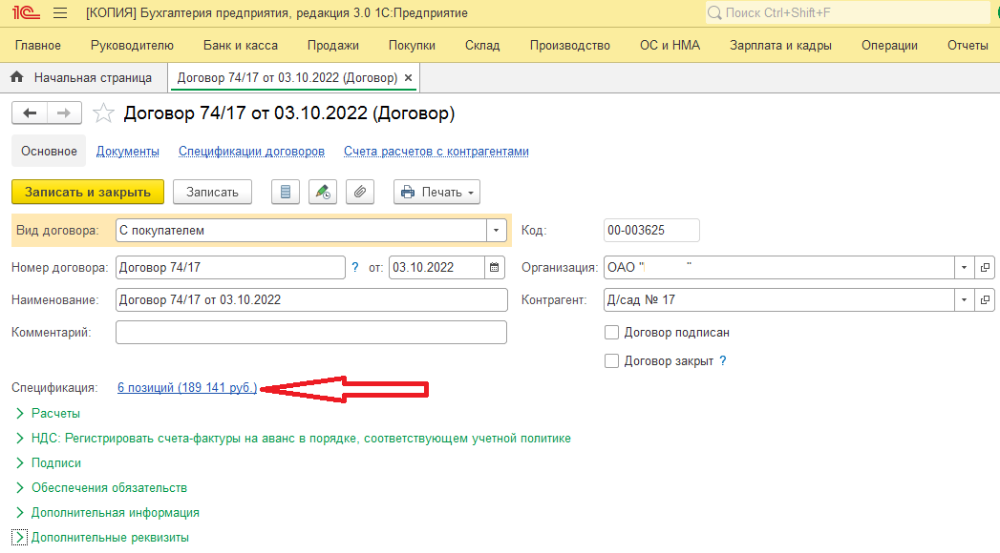 1С [КОПИЯ] Бухгалтерия предприятия, редакция 3.0 1С:Предприятие Поиск Ctrl+Shift+F
Главное Руководителю Банк и касса Продажи Покупки Склад Производство ОС и НМА Зарплата и кадры Операции Отчеты
Начальная страница Договор 74/17 от 03.10.2022 (Договор) ×
Договор 74/17 от 03.10.2022 (Договор)
Основное Документы Спецификации договоров Счета расчетов с контрагентами
Записать и закрыть Записать Печать
Вид договора: С покупателем Код: 00-003625
Номер договора: Договор 74/17 ? от: 03.10.2022 Организация: ОАО " "
Наименование: Договор 74/17 от 03.10.2022 Контрагент: Д/сад № 17
Комментарий: Договор подписан
Договор закрыт ?
Спецификация: 6 позиций (189 141 руб.)
Расчеты
НДС: Регистрировать счета-фактуры на аванс в порядке, соответствующем учетной политике
Подписи
Обеспечения обязательств
Дополнительная информация
Дополнительные реквизиты